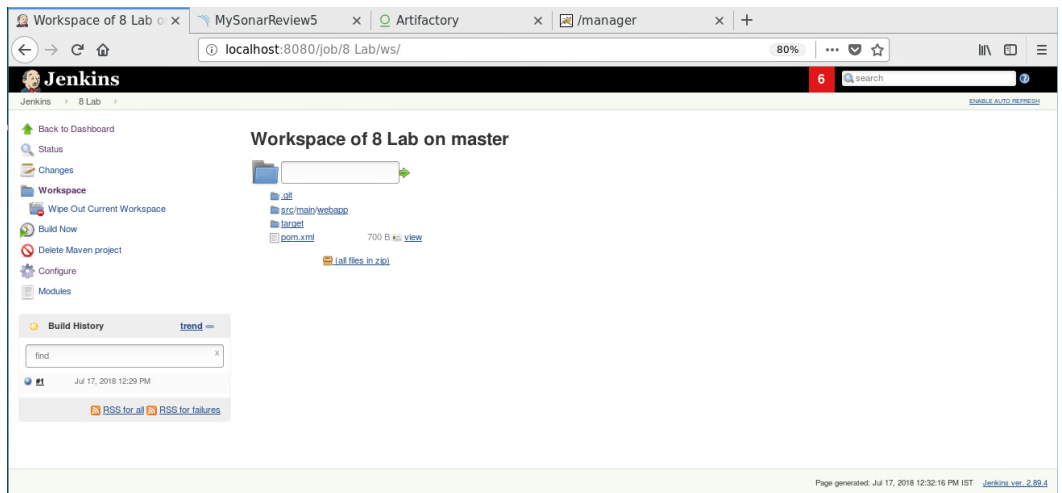 Workspace of 8 Lab o
MySonarReview5
Artifactory
/manager
localhost:8080/job/8 Lab/ws/
80%
Jenkins
6
search
Jenkins
8 Lab
ENABLE AUTO REFRESH
Back to Dashboard
Status
Changes
Workspace
Wipe Out Current Workspace
Build Now
Delete Maven project
Configure
Modules
Build History
trend
find
x
#1
Jul 17, 2018 12:29 PM
RSS for all
RSS for failures
Workspace of 8 Lab on master
.git
src/main/webapp
target
pom.xml 700 B view
(all files in zip)
Page generated: Jul 17, 2018 12:32:16 PM IST
Jenkins ver. 2.89.4